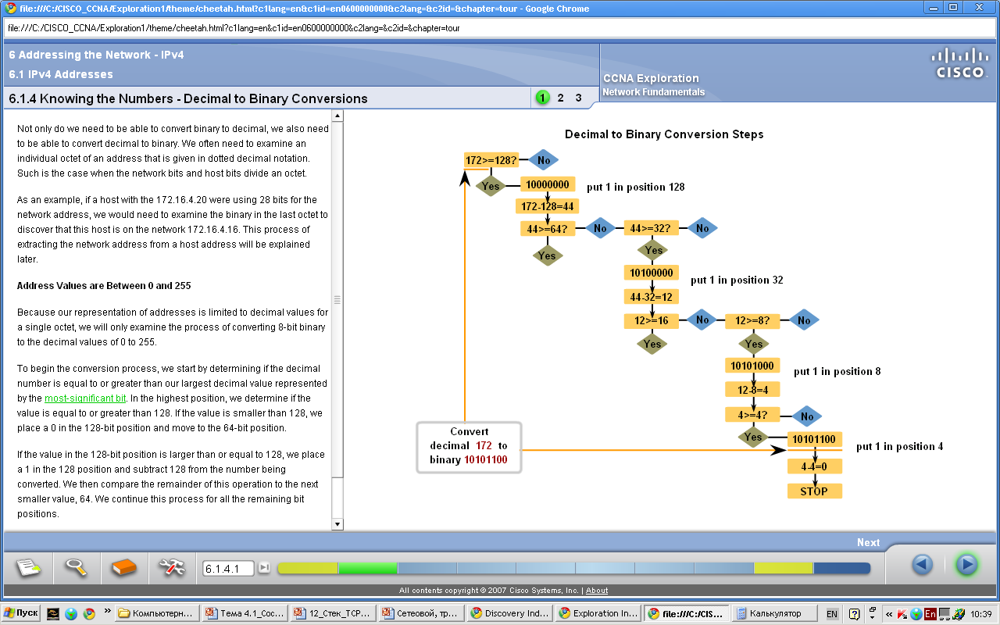 file:///C:/CISCO_CCNA/Exploration1/theme/cheetah.html?c1lang=en&c1id=en0600000000&c2lang=&c2id=&chapter=tour - Google Chrome
file:///C:/CISCO_CCNA/Exploration1/theme/cheetah.html?c1lang=en&c1id=en0600000000&c2lang=&c2id=&chapter=tour
6 Addressing the Network - IPv4
6.1 IPv4 Addresses
CCNA Exploration
Network Fundamentals
CISCO
6.1.4 Knowing the Numbers - Decimal to Binary Conversions
1 2 3
Not only do we need to be able to convert binary to decimal, we also need
to be able to convert decimal to binary. We often need to examine an
individual octet of an address that is given in dotted decimal notation.
Such is the case when the network bits and host bits divide an octet.
As an example, if a host with the 172.16.4.20 were using 28 bits for the
network address, we would need to examine the binary in the last octet to
discover that this host is on the network 172.16.4.16. This process of
extracting the network address from a host address will be explained
later.
Address Values are Between 0 and 255
Because our representation of addresses is limited to decimal values for
a single octet, we will only examine the process of converting 8-bit binary
to the decimal values of 0 to 255.
To begin the conversion process, we start by determining if the decimal
number is equal to or greater than our largest decimal value represented
by the most-significant bit. In the highest position, we determine if the
value is equal to or greater than 128. If the value is smaller than 128, we
place a 0 in the 128-bit position and move to the 64-bit position.
If the value in the 128-bit position is larger than or equal to 128, we place
a 1 in the 128 position and subtract 128 from the number being
converted. We then compare the remainder of this operation to the next
smaller value, 64. We continue this process for all the remaining bit
positions.
Decimal to Binary Conversion Steps
172>=128? No
Yes 10000000 put 1 in position 128
172-128=44
44>=64? No 44>=32? No
Yes Yes
10100000 put 1 in position 32
44-32=12
12>=16 No 12>=8? No
Yes Yes
10101000 put 1 in position 8
12-8=4
4>=4? No
Yes 10101100 put 1 in position 4
4-4=0
STOP
Convert
decimal 172 to
binary 10101100
Next
6.1.4.1
All contents copyright © 2007 Cisco Systems, Inc. | About
Пуск
»
Компьютерн...
Тема 4.1_Сос...
12_Стек_TCP...
Сетевой, тр...
Discovery Ind...
Exploration In...
file:///C:/CIS...
Калькулятор
EN
«
En
10:39